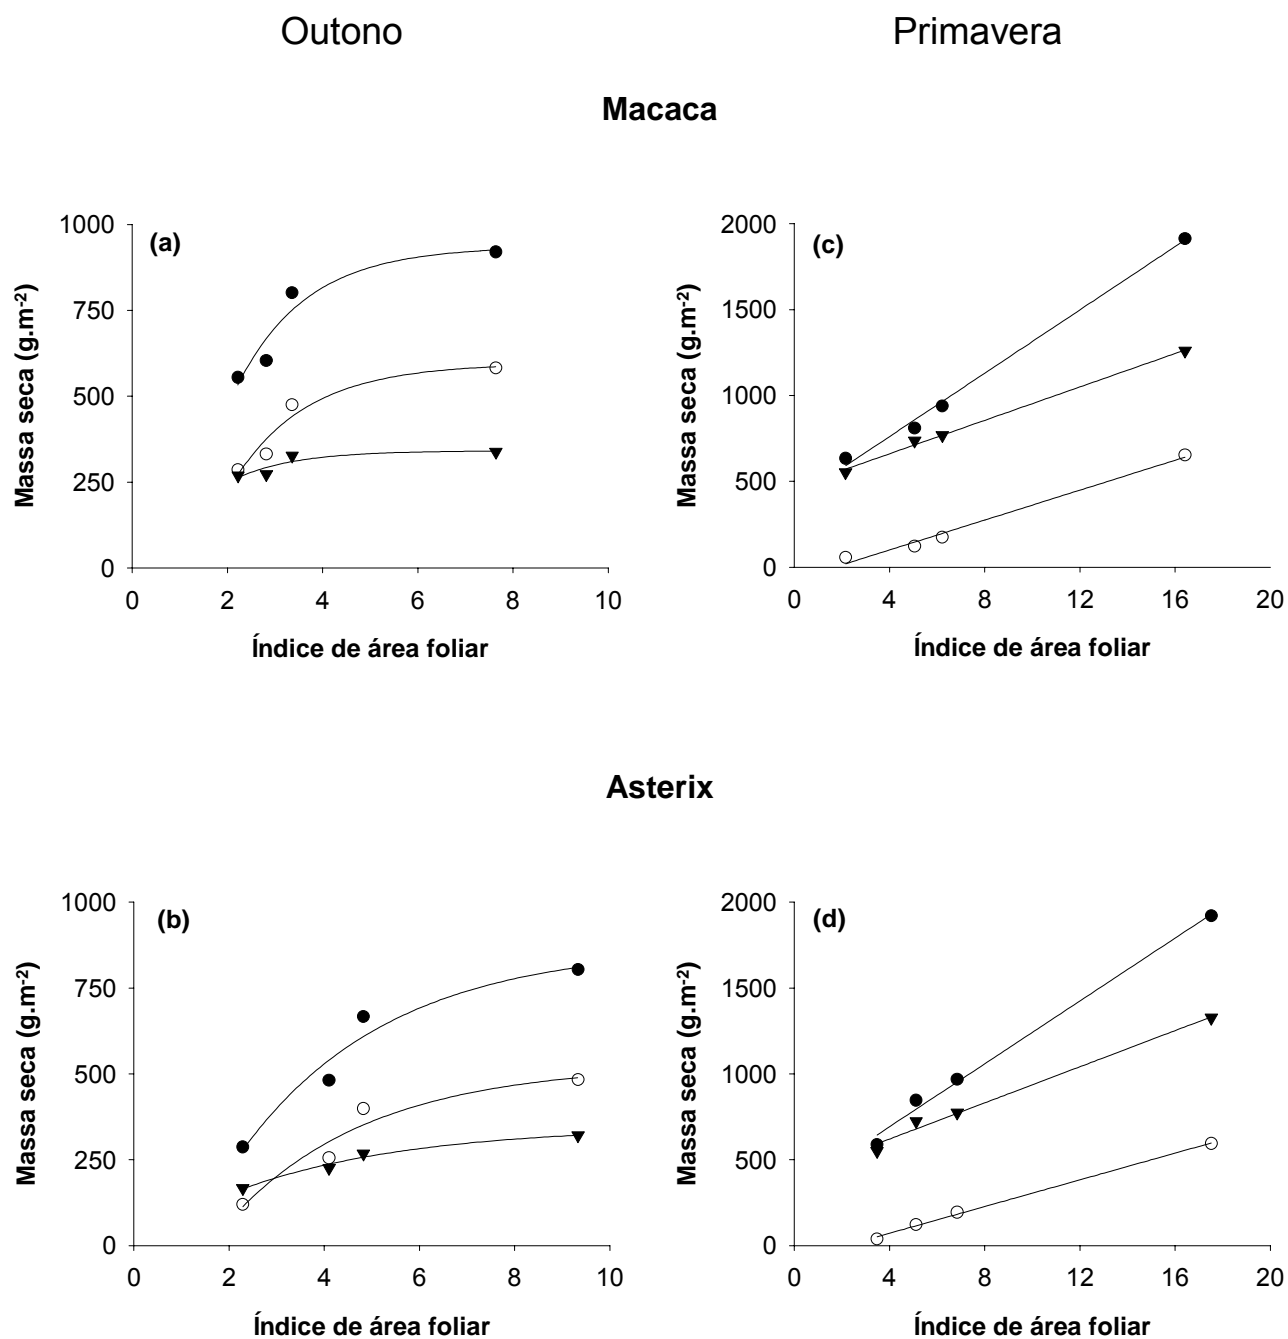 Outono Primavera
Macaca
(a)
1000
750
500
250
0
0 2 4 6 8 10
Massa seca (g.m-2)
Índice de área foliar
(c)
2000
1500
1000
500
0
0 4 8 12 16 20
Massa seca (g.m-2)
Índice de área foliar
Asterix
(b)
1000
750
500
250
0
0 2 4 6 8 10
Massa seca (g.m-2)
Índice de área foliar
(d)
2000
1500
1000
500
0
0 4 8 12 16 20
Massa seca (g.m-2)
Índice de área foliar